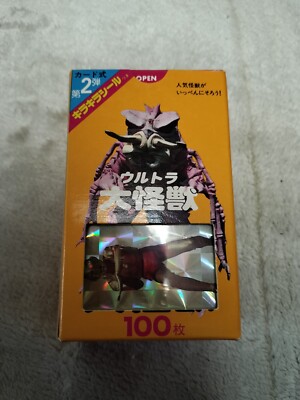 カード式
第2弾
キラキラシール
OPEN
人気怪獣が
いっぺんにそろう!
ウルトラ
大怪獣
100枚